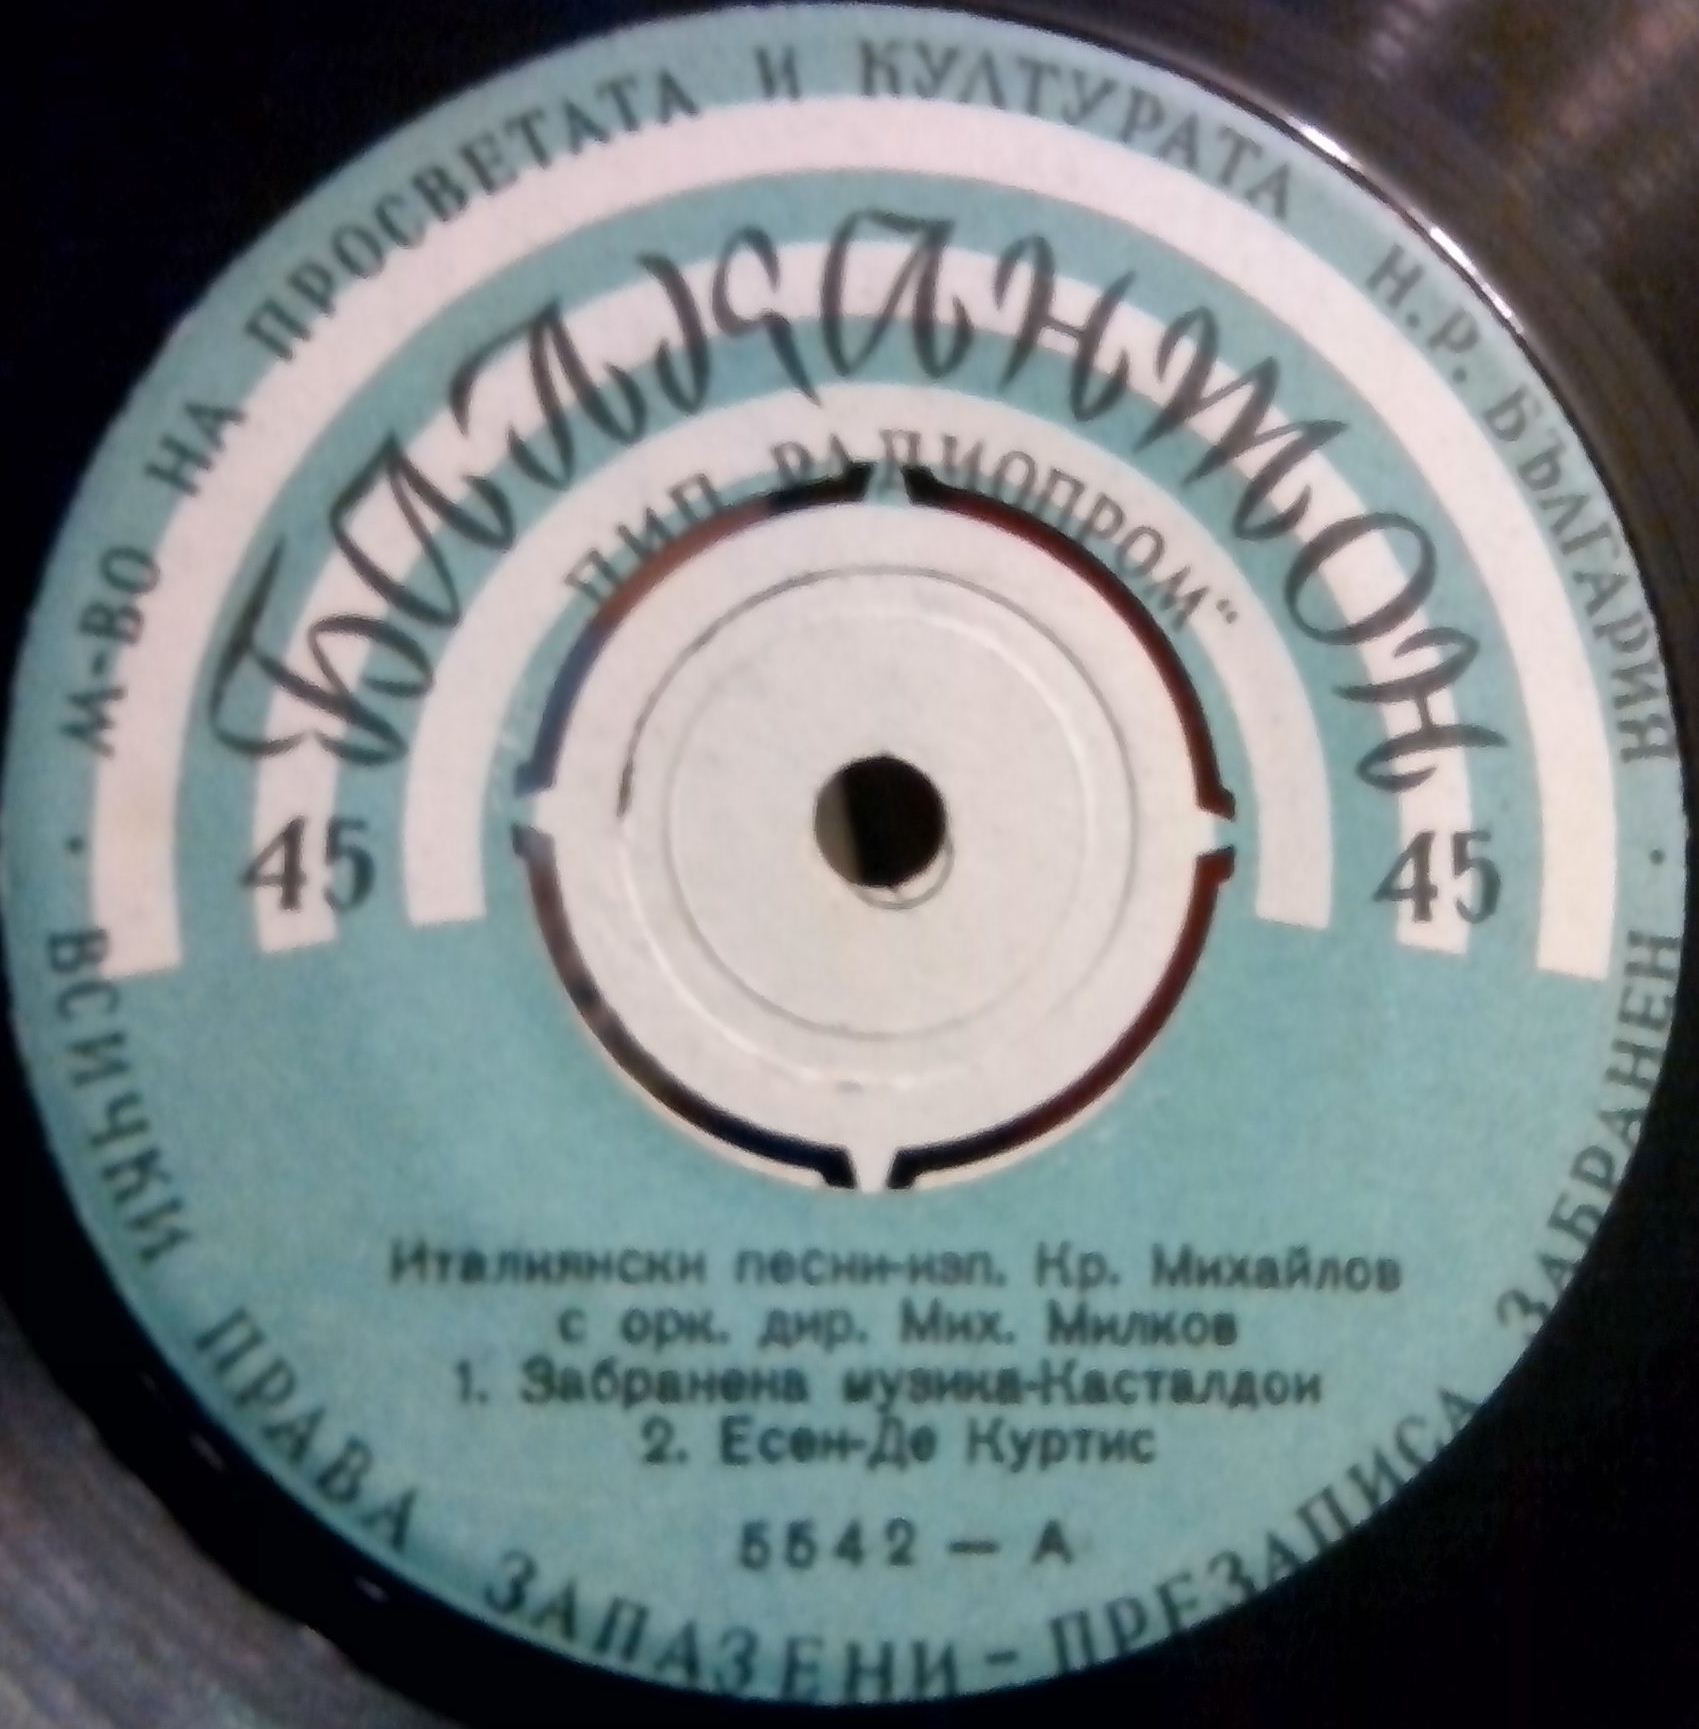 М-ВО НА ПРОСВЕТАТА И КУЛТУРАТА Н.Р. БЪЛГАРИЯ
БАЛКАНТОН
ПИП РАДИОПРОМ“
45 45
Италиянски песни-изп. Кр. Михайлов
с орк. дир. Мих. Милков
1. Забранена музика-Касталдон
2. Есен-Де Куртис
5542 — А
ВСИЧКИ ПРАВА ЗАПАЗЕНИ - ПРЕЗАПИСА ЗАБРАНЕН